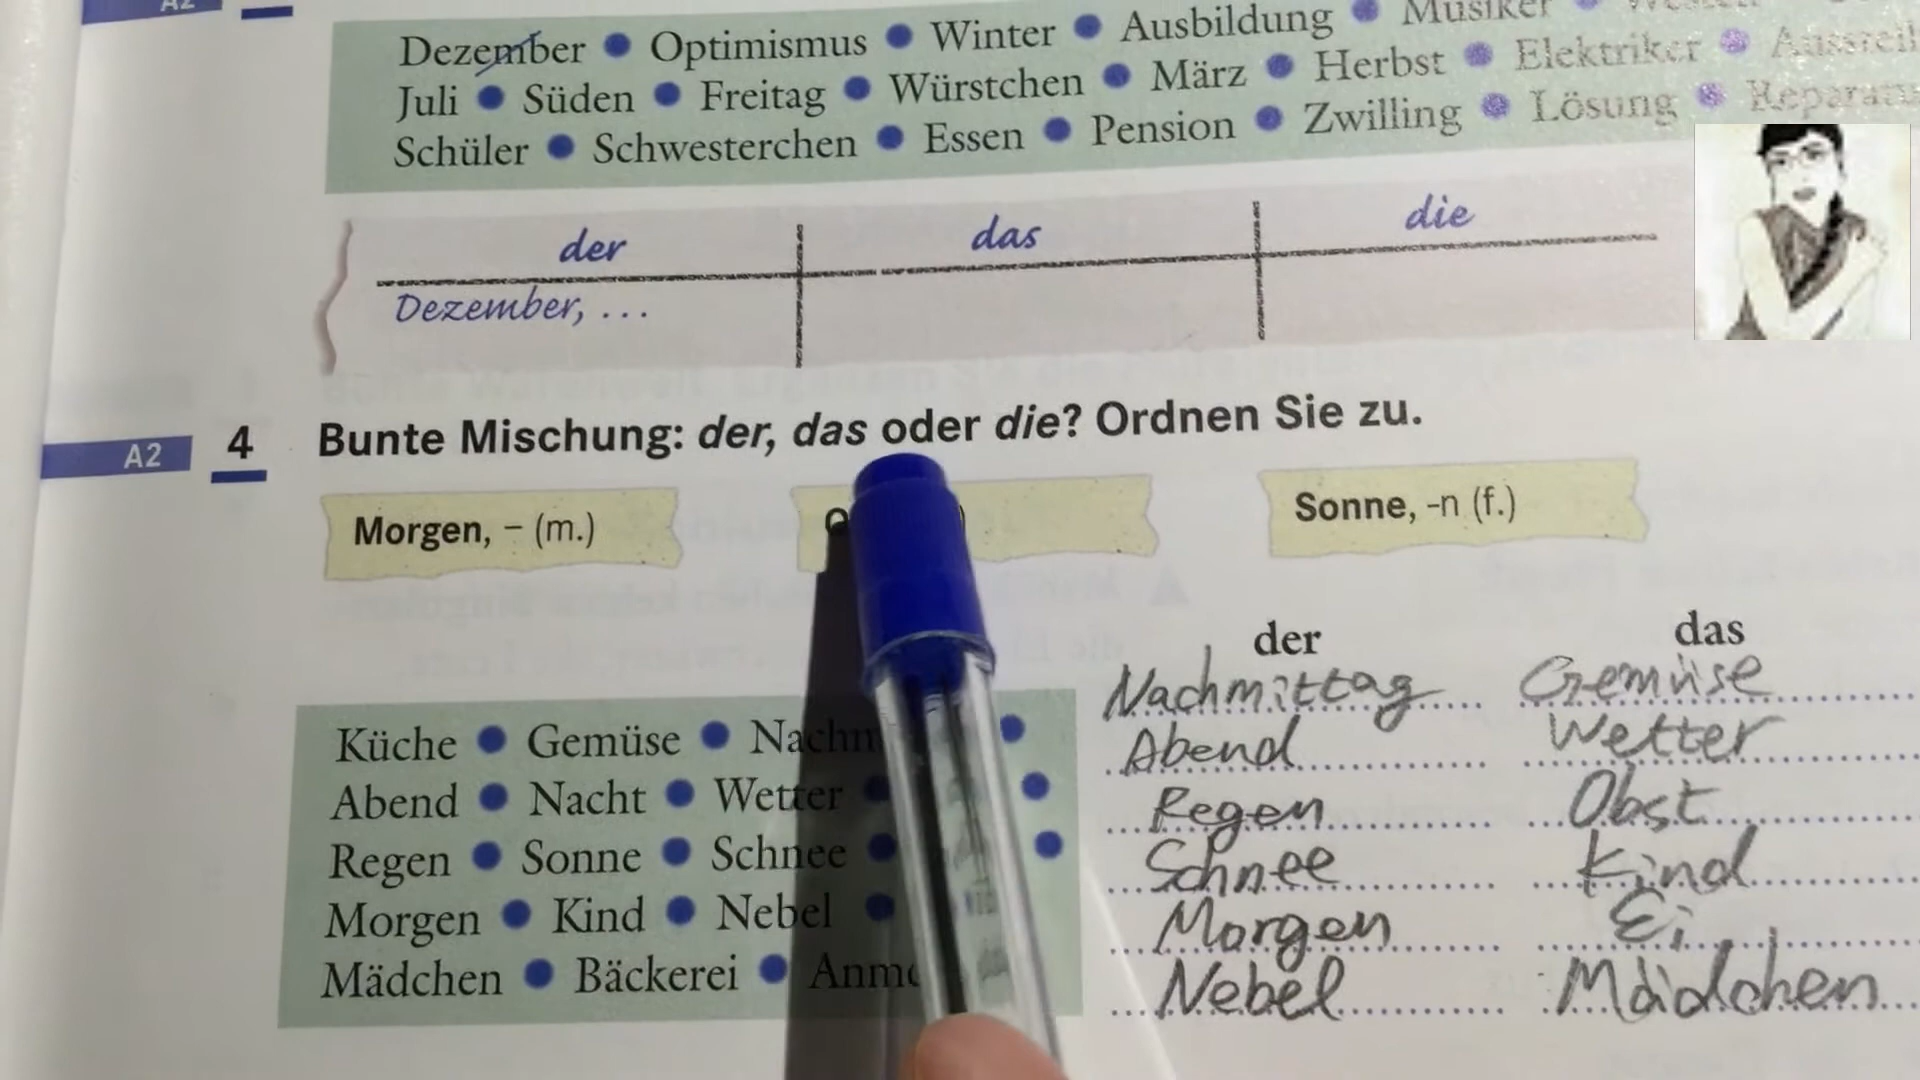 A2
Dezember • Optimismus • Winter • Ausbildung • Musiker •
Juli • Süden • Freitag • Würstchen • März • Herbst • Elektriker •
Schüler • Schwesterchen • Essen • Pension • Zwilling • Lösung •
der das die
Dezember, ...
A2 4 Bunte Mischung: der, das oder die? Ordnen Sie zu.
Morgen, – (m.) Sonne, -n (f.)
der das
Nachmittag Gemüse
Abend Wetter
Regen Obst
Schnee Kind
Morgen Ei
Nebel Mädchen
Küche • Gemüse •
Abend • Nacht • Wetter
Regen • Sonne • Schnee
Morgen • Kind • Nebel
Mädchen • Bäckerei •